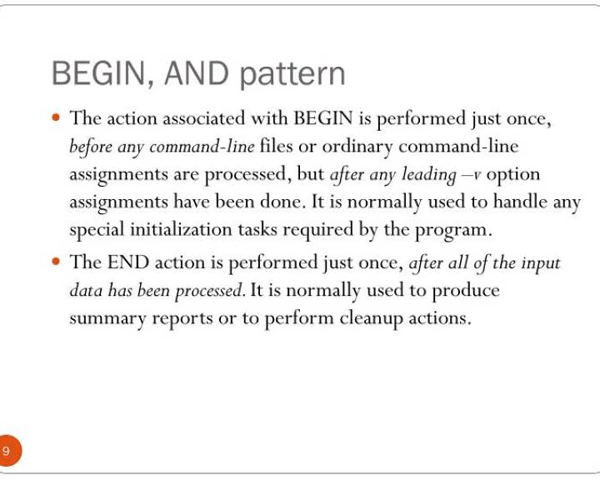 BEGIN, AND pattern
• The action associated with BEGIN is performed just once,
before any command-line files or ordinary command-line
assignments are processed, but after any leading –v option
assignments have been done. It is normally used to handle any
special initialization tasks required by the program.
• The END action is performed just once, after all of the input
data has been processed. It is normally used to produce
summary reports or to perform cleanup actions.
9